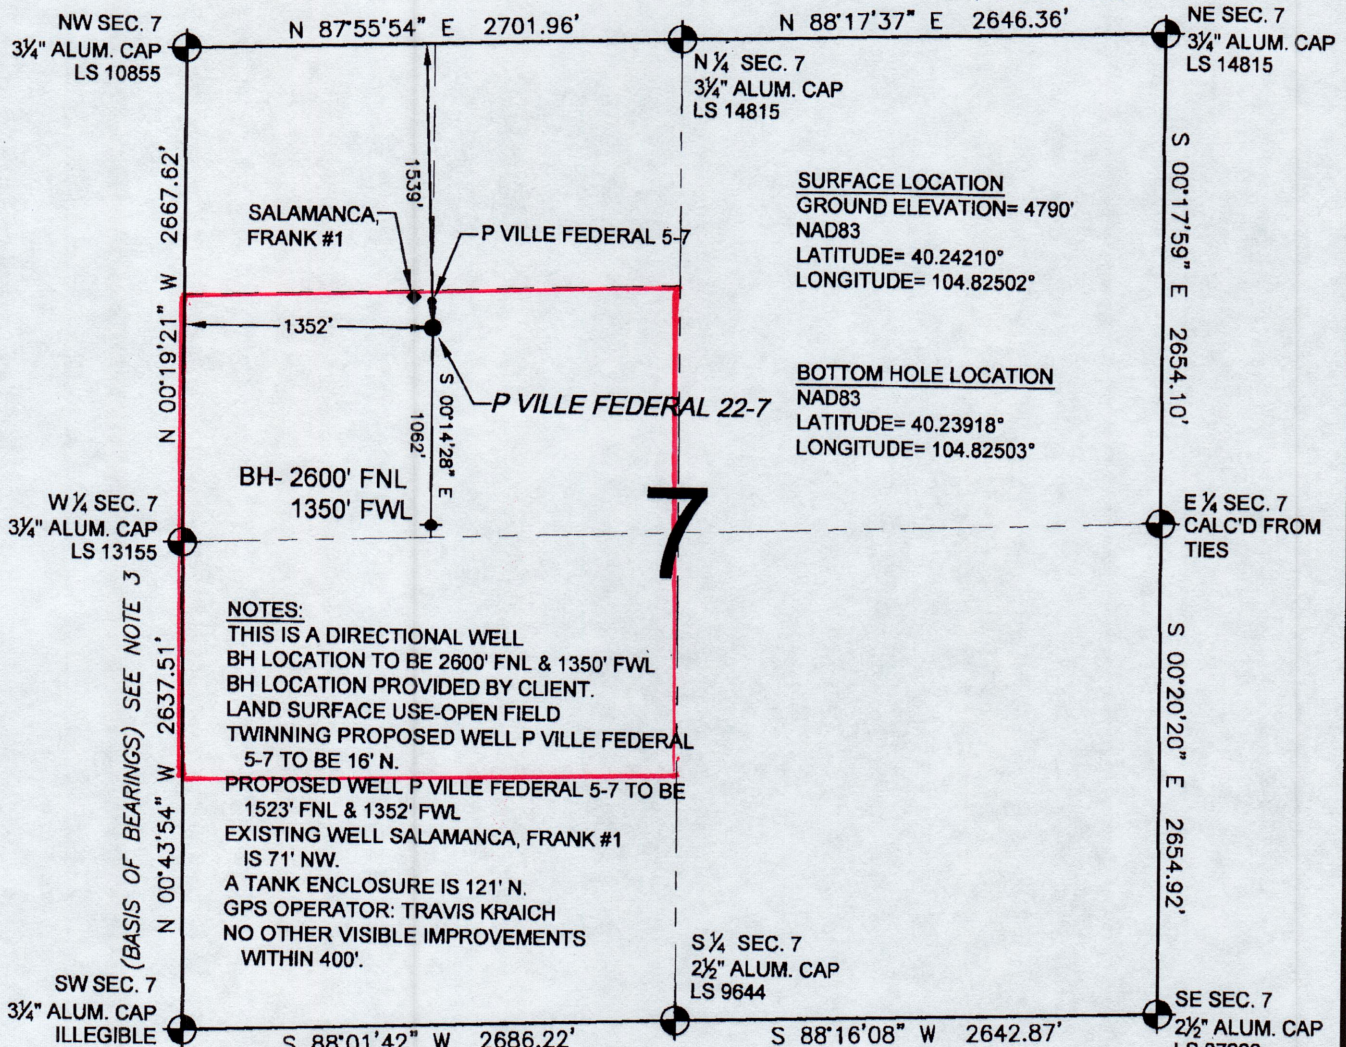 N 87°55'54" E 2701.96'
N 88°17'37" E 2646.36'
NW SEC. 7
3¼" ALUM. CAP
LS 10855
N ¼ SEC. 7
3¼" ALUM. CAP
LS 14815
NE SEC. 7
3¼" ALUM. CAP
LS 14815
N 00°19'21" W 2667.62'
1539'
SALAMANCA,
FRANK #1
P VILLE FEDERAL 5-7
SURFACE LOCATION
GROUND ELEVATION= 4790'
NAD83
LATITUDE= 40.24210°
LONGITUDE= 104.82502°
S 00°17'59" E 2654.10'
1352'
P VILLE FEDERAL 22-7
S 00°14'28" E
1062'
BOTTOM HOLE LOCATION
NAD83
LATITUDE= 40.23918°
LONGITUDE= 104.82503°
BH- 2600' FNL
1350' FWL
7
W ¼ SEC. 7
3¼" ALUM. CAP
LS 13155
E ¼ SEC. 7
CALC'D FROM
TIES
(BASIS OF BEARINGS) SEE NOTE 3
N 00°43'54" W 2637.51'
NOTES:
THIS IS A DIRECTIONAL WELL
BH LOCATION TO BE 2600' FNL & 1350' FWL
BH LOCATION PROVIDED BY CLIENT.
LAND SURFACE USE-OPEN FIELD
TWINNING PROPOSED WELL P VILLE FEDERAL
5-7 TO BE 16' N.
PROPOSED WELL P VILLE FEDERAL 5-7 TO BE
1523' FNL & 1352' FWL
EXISTING WELL SALAMANCA, FRANK #1
IS 71' NW.
A TANK ENCLOSURE IS 121' N.
GPS OPERATOR: TRAVIS KRAICH
NO OTHER VISIBLE IMPROVEMENTS
WITHIN 400'.
S 00°20'20" E 2654.92'
SW SEC. 7
3¼" ALUM. CAP
ILLEGIBLE
S ¼ SEC. 7
2½" ALUM. CAP
LS 9644
SE SEC. 7
2½" ALUM. CAP
S 88°01'42" W 2686.22'
S 88°16'08" W 2642.87'